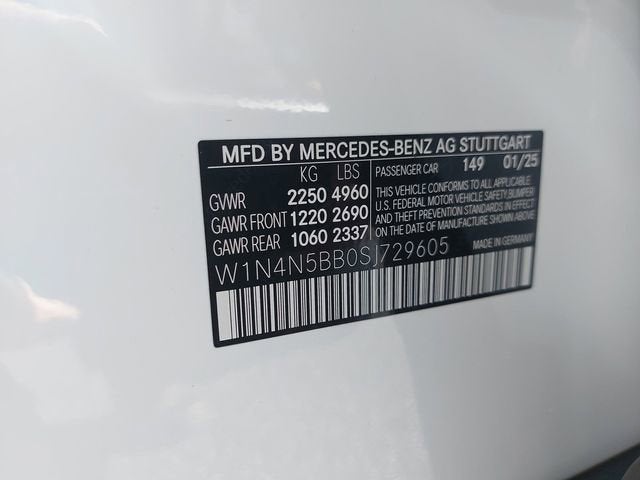 MFD BY MERCEDES-BENZ AG STUTTGART
KG LBS
GVWR 2250 4960
GAWR FRONT 1220 2690
GAWR REAR 1060 2337
PASSENGER CAR 149 01/25
THIS VEHICLE CONFORMS TO ALL APPLICABLE
U.S. FEDERAL MOTOR VEHICLE SAFETY,BUMPER
AND THEFT PREVENTION STANDARDS IN EFFECT
ON THE DATE OF MANUFACTURE SHOWN ABOVE.
W1N4N5BB0SJ729605
MADE IN GERMANY